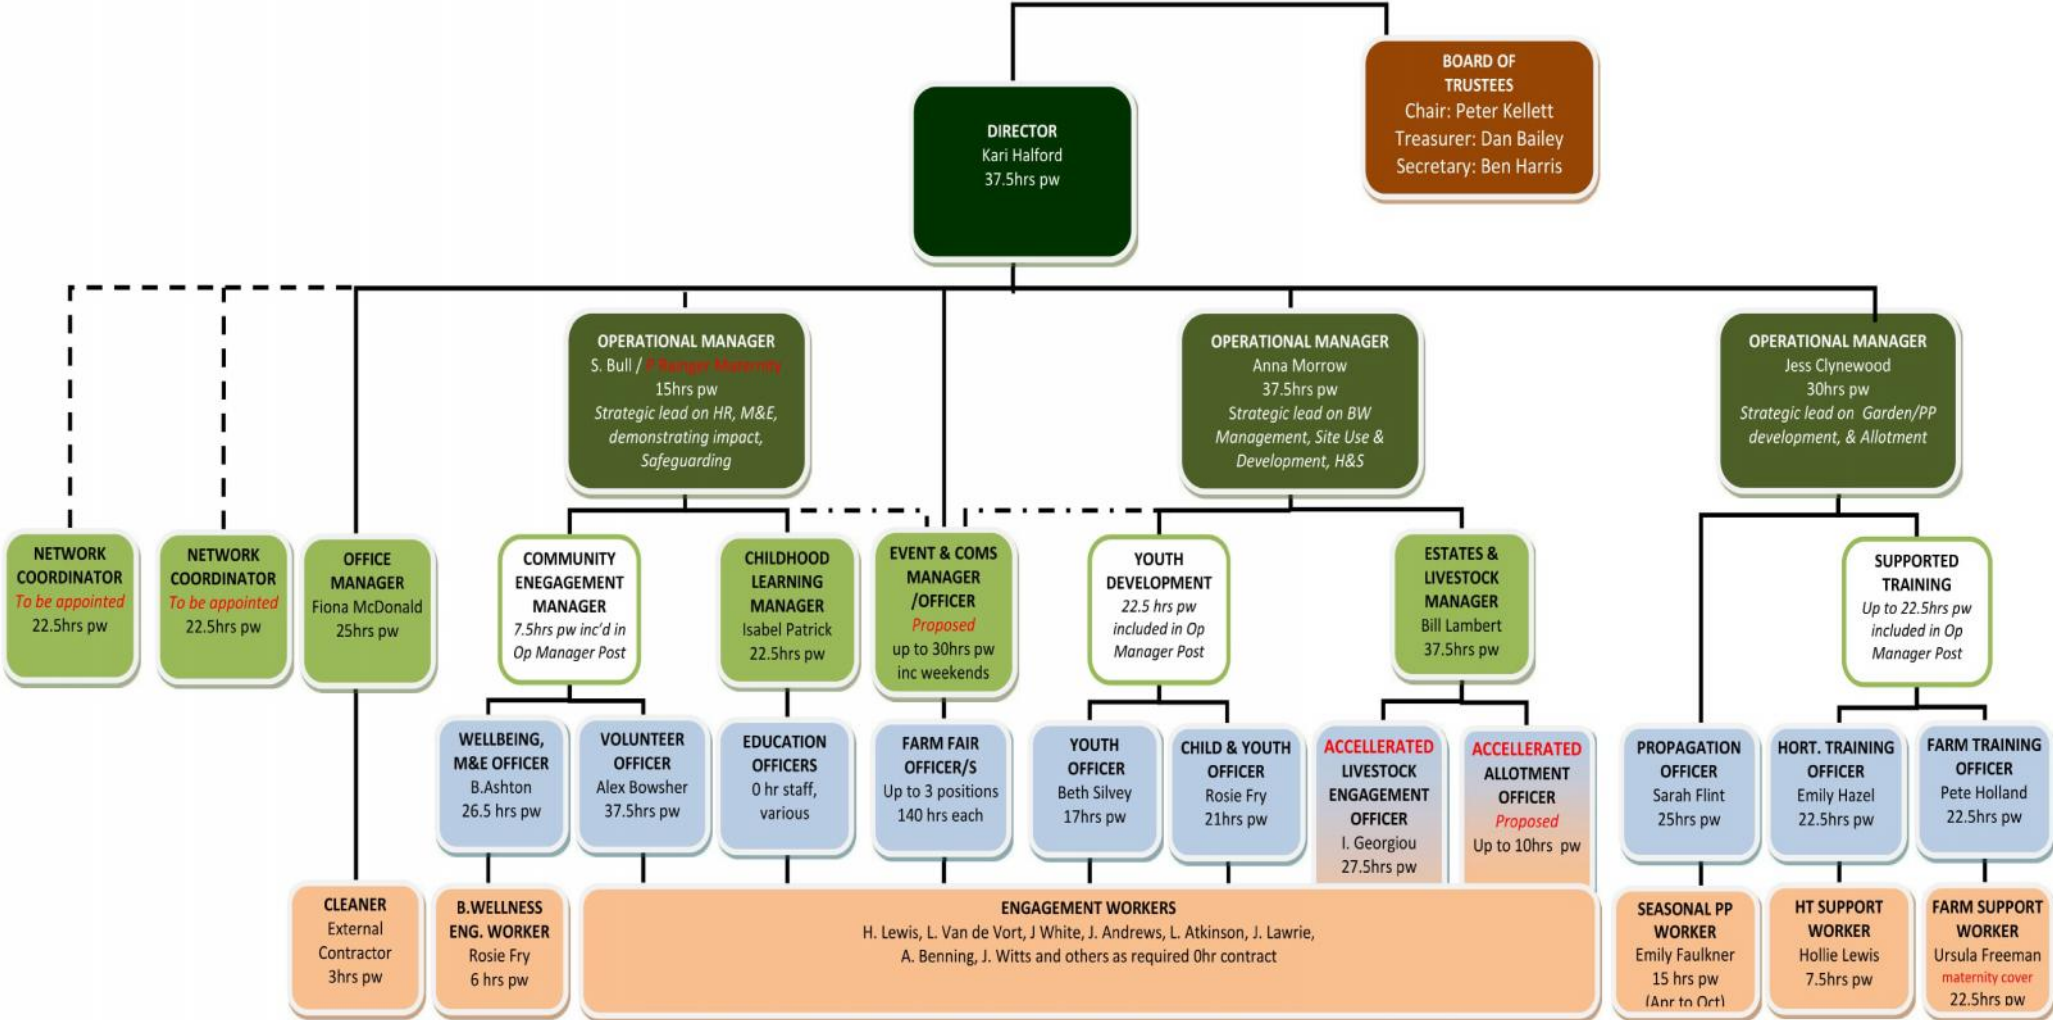 BOARD OF
TRUSTEES
Chair: Peter Kellett
Treasurer: Dan Bailey
Secretary: Ben Harris
DIRECTOR
Kari Halford
37.5hrs pw
OPERATIONAL MANAGER
S. Bull / P Rainger Maternity
15hrs pw
Strategic lead on HR, M&E,
demonstrating impact,
Safeguarding
OPERATIONAL MANAGER
Anna Morrow
37.5hrs pw
Strategic lead on BW
Management, Site Use &
Development, H&S
OPERATIONAL MANAGER
Jess Clynewood
30hrs pw
Strategic lead on Garden/PP
development, & Allotment
NETWORK
COORDINATOR
To be appointed
22.5hrs pw
NETWORK
COORDINATOR
To be appointed
22.5hrs pw
OFFICE
MANAGER
Fiona McDonald
25hrs pw
COMMUNITY
ENEGAGEMENT
MANAGER
7.5hrs pw inc'd in
Op Manager Post
CHILDHOOD
LEARNING
MANAGER
Isabel Patrick
22.5hrs pw
EVENT & COMS
MANAGER
/OFFICER
Proposed
up to 30hrs pw
inc weekends
YOUTH
DEVELOPMENT
22.5 hrs pw
included in Op
Manager Post
ESTATES &
LIVESTOCK
MANAGER
Bill Lambert
37.5hrs pw
SUPPORTED
TRAINING
Up to 22.5hrs pw
included in Op
Manager Post
WELLBEING,
M&E OFFICER
B.Ashton
26.5 hrs pw
VOLUNTEER
OFFICER
Alex Bowsher
37.5hrs pw
EDUCATION
OFFICERS
0 hr staff,
various
FARM FAIR
OFFICER/S
Up to 3 positions
140 hrs each
YOUTH
OFFICER
Beth Silvey
17hrs pw
CHILD & YOUTH
OFFICER
Rosie Fry
21hrs pw
ACCELLERATED
LIVESTOCK
ENGAGEMENT
OFFICER
I. Georgiou
27.5hrs pw
ACCELLERATED
ALLOTMENT
OFFICER
Proposed
Up to 10hrs pw
PROPAGATION
OFFICER
Sarah Flint
25hrs pw
HORT. TRAINING
OFFICER
Emily Hazel
22.5hrs pw
FARM TRAINING
OFFICER
Pete Holland
22.5hrs pw
CLEANER
External
Contractor
3hrs pw
B.WELLNESS
ENG. WORKER
Rosie Fry
6 hrs pw
ENGAGEMENT WORKERS
H. Lewis, L. Van de Vort, J White, J. Andrews, L. Atkinson, J. Lawrie,
A. Benning, J. Witts and others as required 0hr contract
SEASONAL PP
WORKER
Emily Faulkner
15 hrs pw
(Apr to Oct)
HT SUPPORT
WORKER
Hollie Lewis
7.5hrs pw
FARM SUPPORT
WORKER
Ursula Freeman
maternity cover
22.5hrs pw